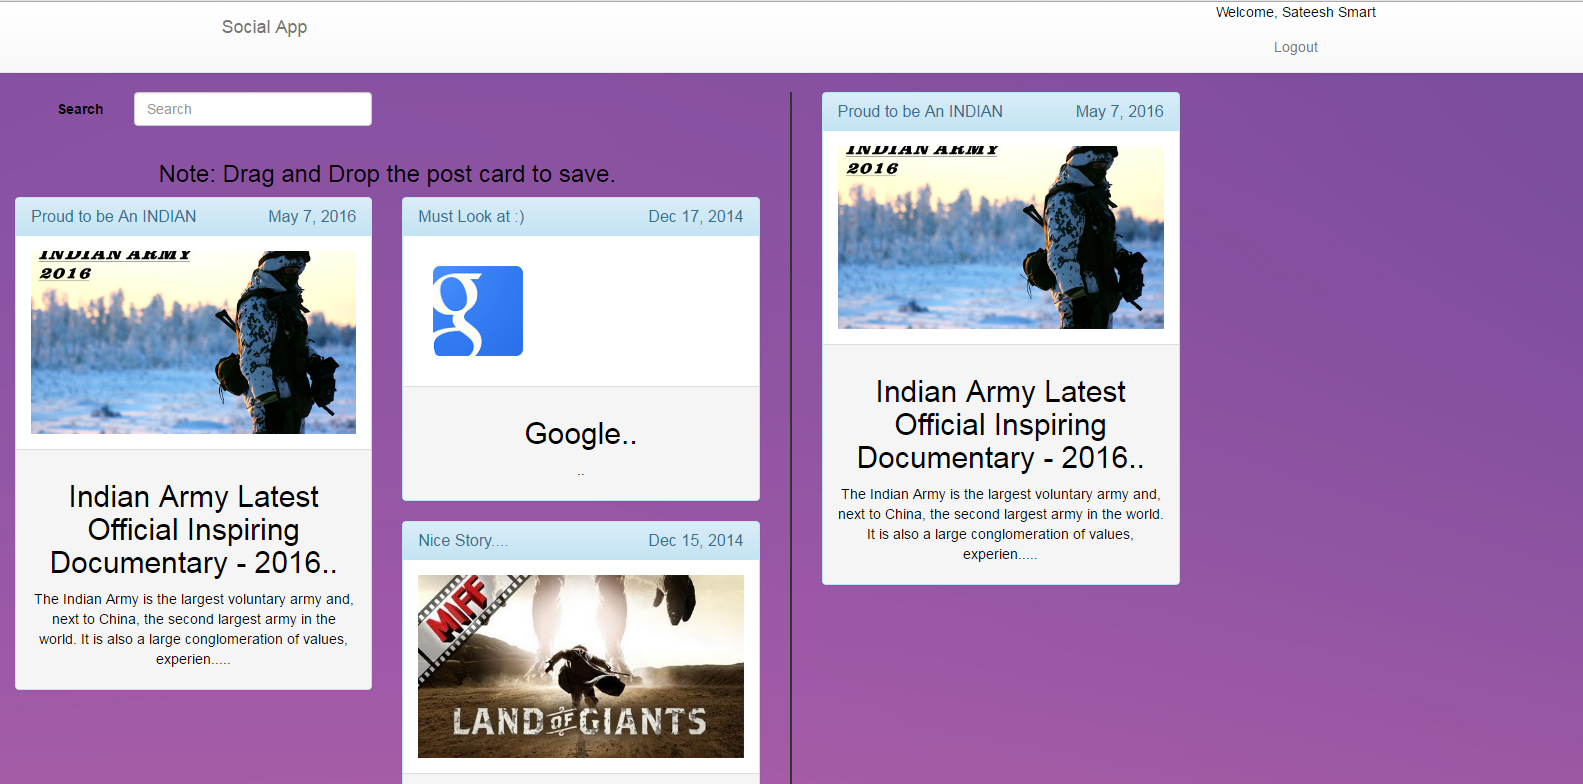 Social App
Welcome, Sateesh Smart
Logout
Search
Search
Note: Drag and Drop the post card to save.
Proud to be An INDIAN
May 7, 2016
INDIAN ARMY
2016
Indian Army Latest
Official Inspiring
Documentary - 2016..
The Indian Army is the largest voluntary army and,
next to China, the second largest army in the
world. It is also a large conglomeration of values,
experien.....
Must Look at :)
Dec 17, 2014
g
Google..
..
Nice Story....
Dec 15, 2014
MIFF
LAND OF GIANTS
Proud to be An INDIAN
May 7, 2016
INDIAN ARMY
2016
Indian Army Latest
Official Inspiring
Documentary - 2016..
The Indian Army is the largest voluntary army and,
next to China, the second largest army in the world.
It is also a large conglomeration of values,
experien.....